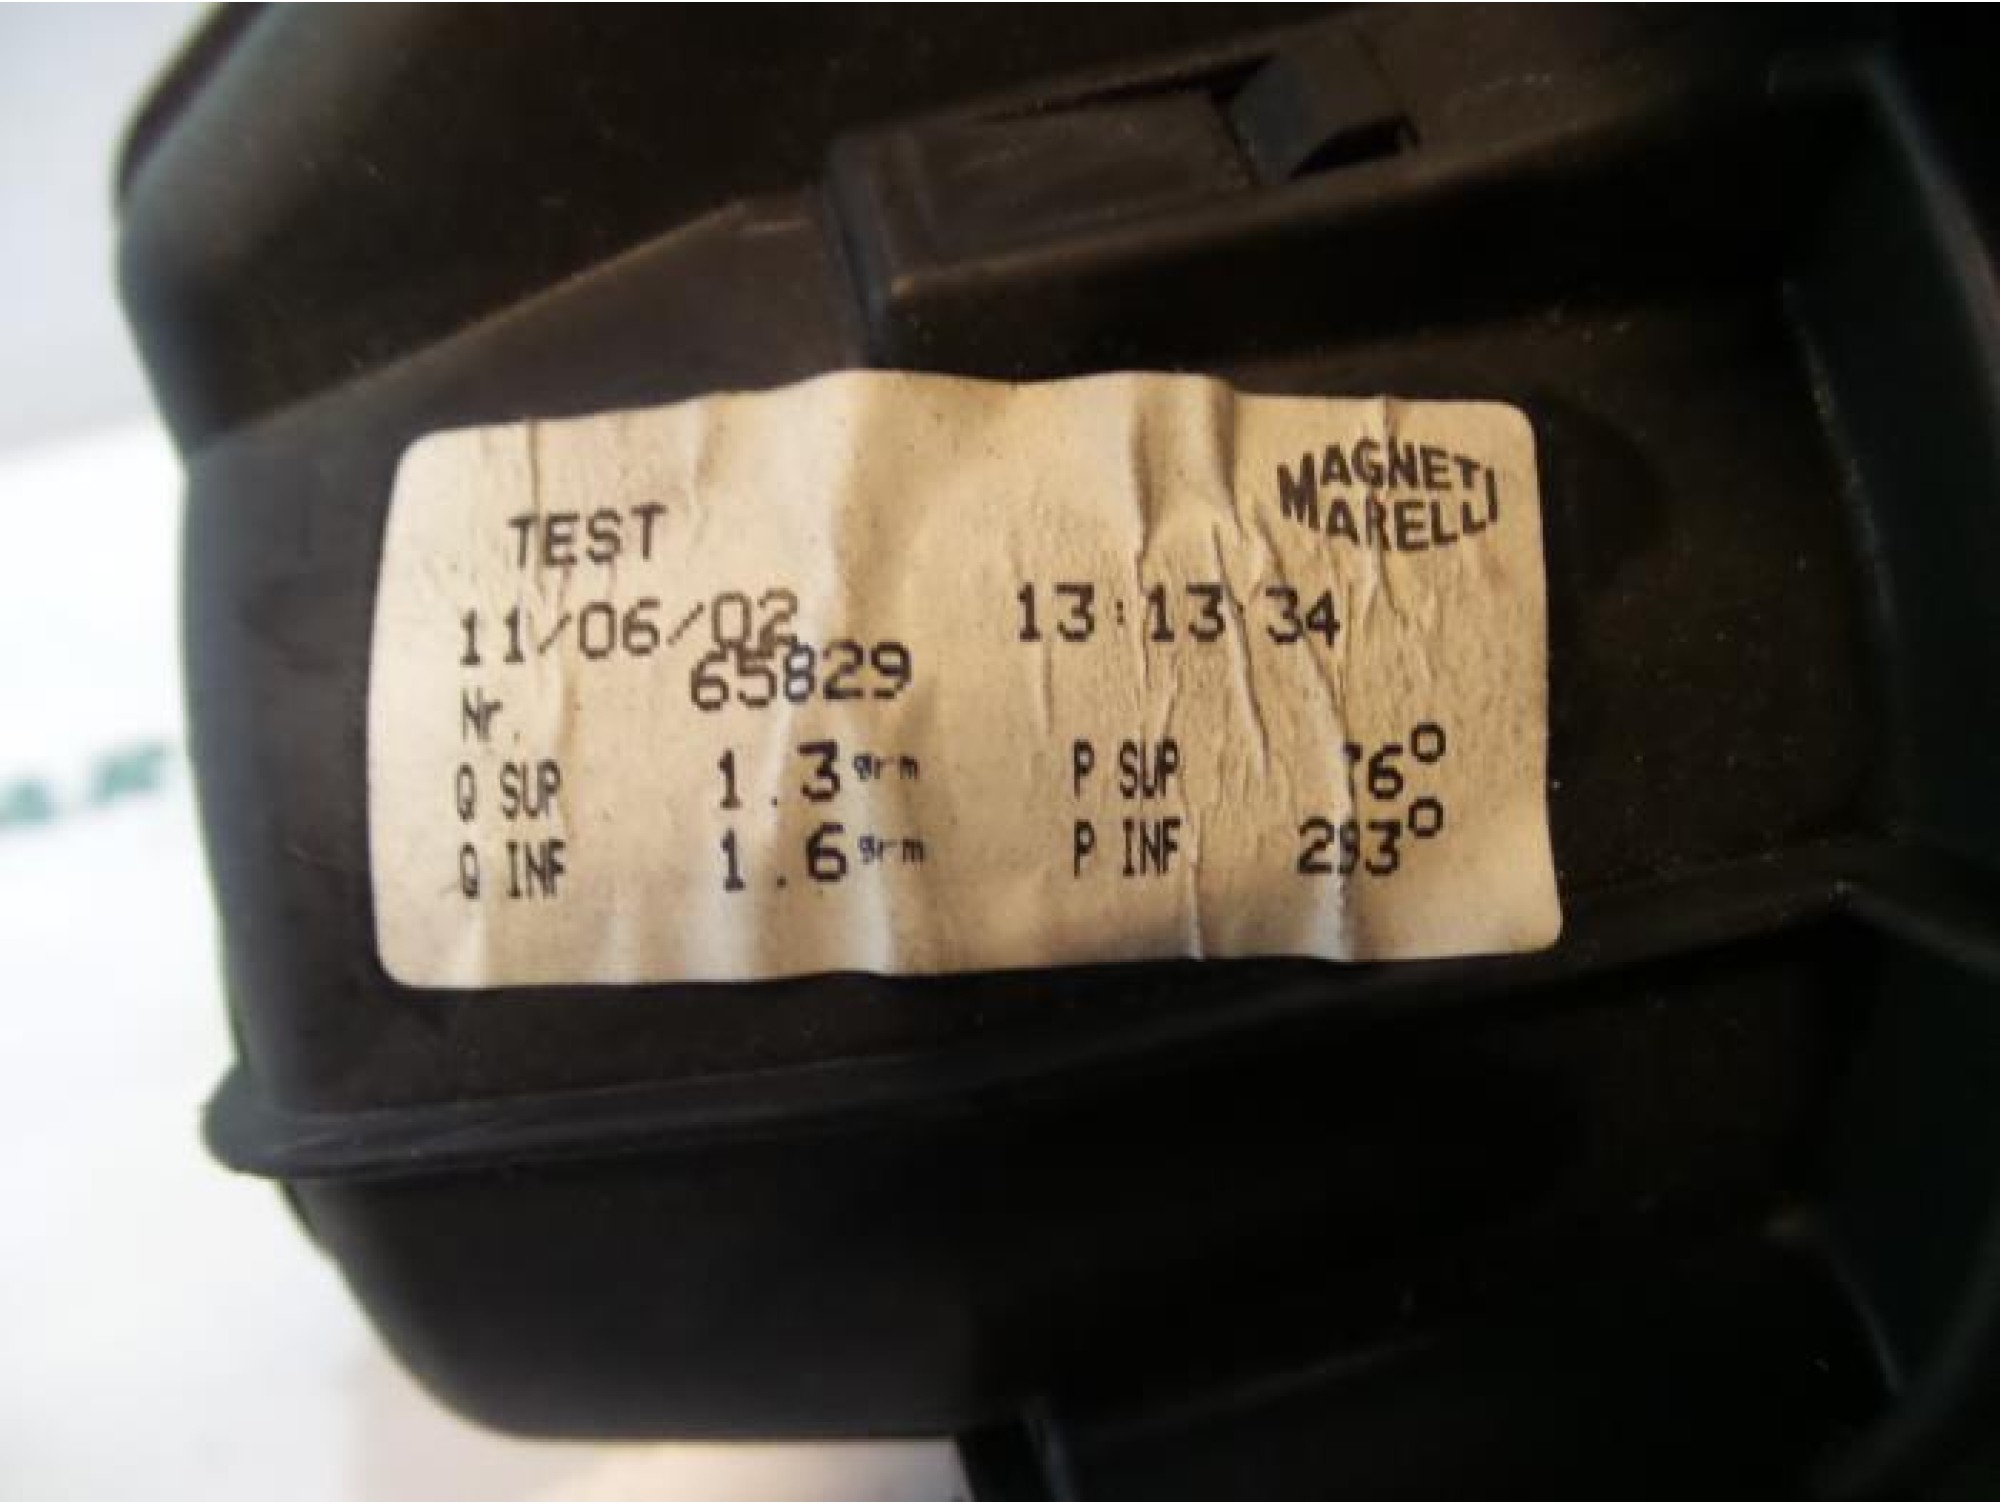 MAGNETI
MARELLI
TEST
11/06/02 13:13:34
Nr. 65829
Q SUP 1.3 grm P SUP
Q INF 1.6 grm P INF 293°